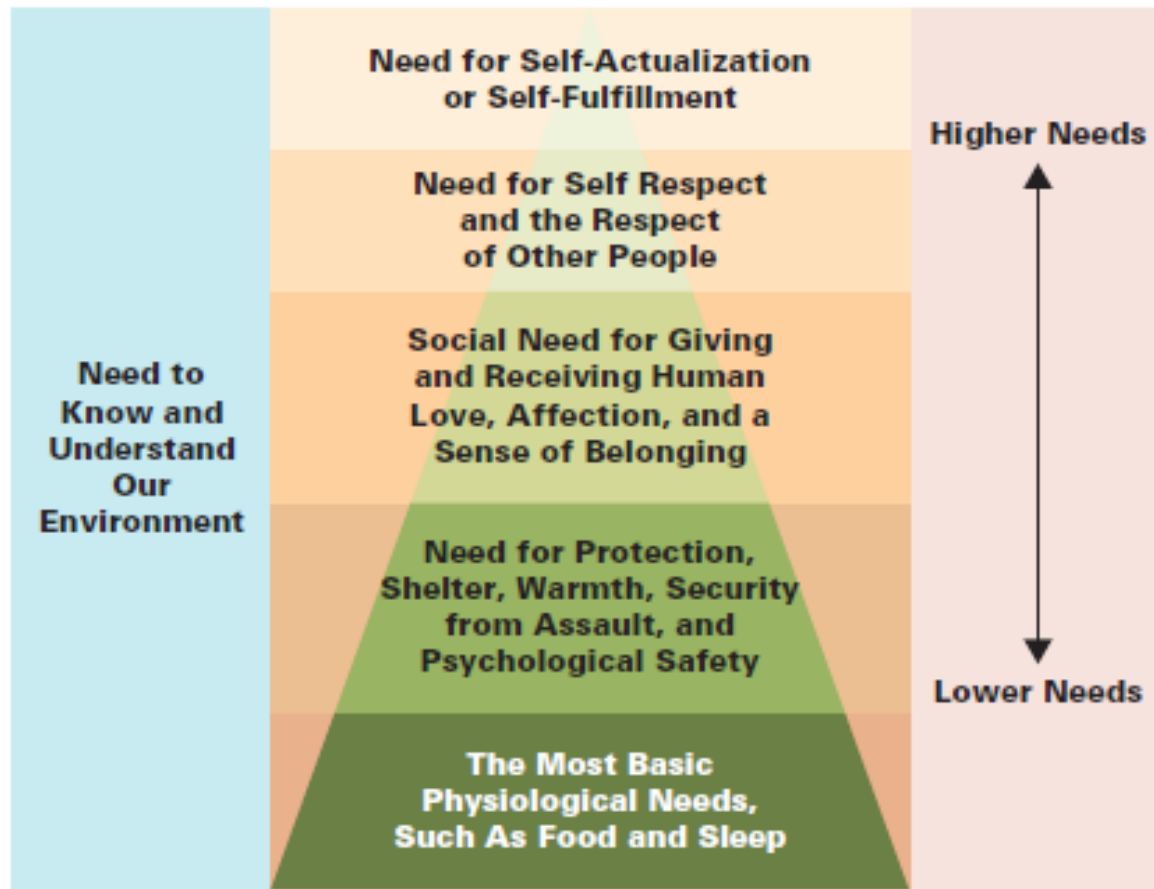 Need to
Know and
Understand
Our
Environment
Need for Self-Actualization
or Self-Fulfillment
Need for Self Respect
and the Respect
of Other People
Social Need for Giving
and Receiving Human
Love, Affection, and a
Sense of Belonging
Need for Protection,
Shelter, Warmth, Security
from Assault, and
Psychological Safety
The Most Basic
Physiological Needs,
Such As Food and Sleep
Higher Needs
Lower Needs